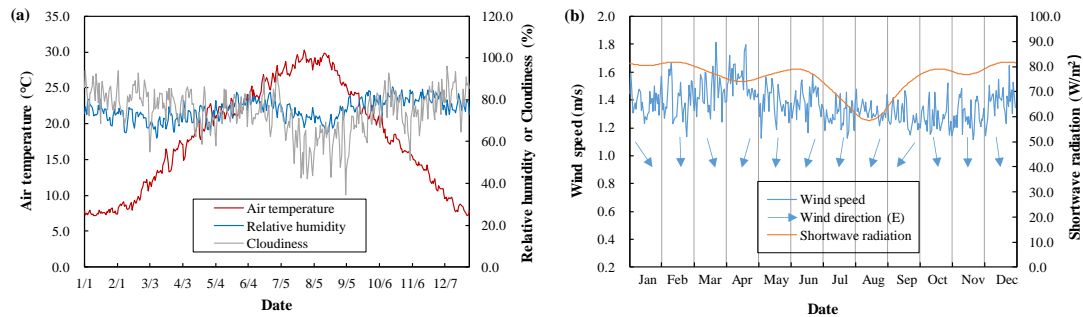 (a)
35.0
30.0
25.0
20.0
15.0
10.0
5.0
0.0
Air temperature (°C)
120.0
100.0
80.0
60.0
40.0
20.0
0.0
Relative humidity or Cloudiness (%)
Air temperature
Relative humidity
Cloudiness
1/1 2/1 3/3 4/3 5/4 6/4 7/5 8/5 9/5 10/6 11/6 12/7
Date
(b)
2.0
1.8
1.6
1.4
1.2
1.0
0.8
0.6
0.4
0.2
Wind speed (m/s)
100.0
90.0
80.0
70.0
60.0
50.0
40.0
30.0
20.0
10.0
0.0
Shortwave radiation (W/m²)
Wind speed
Wind direction (E)
Shortwave radiation
Jan Feb Mar Apr May Jun Jul Aug Sep Oct Nov Dec
Date